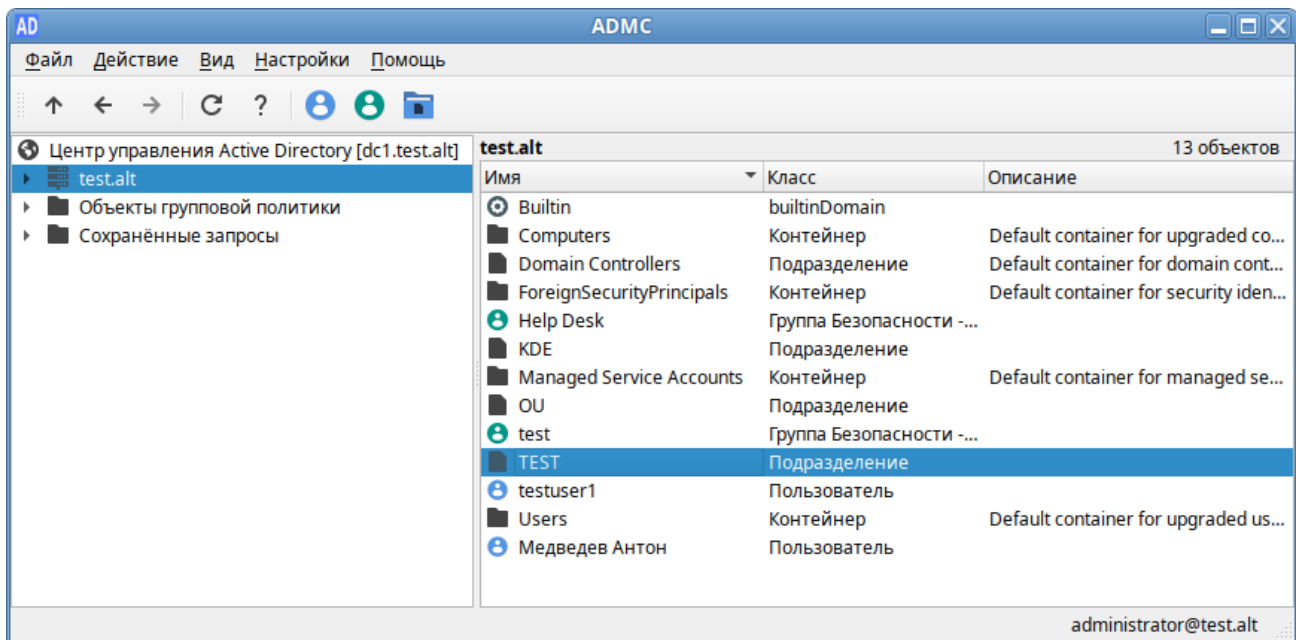 AD ADMC
Файл Действие Вид Настройки Помощь
?
Центр управления Active Directory [dc1.test.alt]
test.alt
Объекты групповой политики
Сохранённые запросы
test.alt 13 объектов
Имя Класс Описание
Builtin builtinDomain
Computers Контейнер Default container for upgraded co...
Domain Controllers Подразделение Default container for domain cont...
ForeignSecurityPrincipals Контейнер Default container for security iden...
Help Desk Группа Безопасности -...
KDE Подразделение
Managed Service Accounts Контейнер Default container for managed se...
OU Подразделение
test Группа Безопасности -...
TEST Подразделение
testuser1 Пользователь
Users Контейнер Default container for upgraded us...
Медведев Антон Пользователь
administrator@test.alt